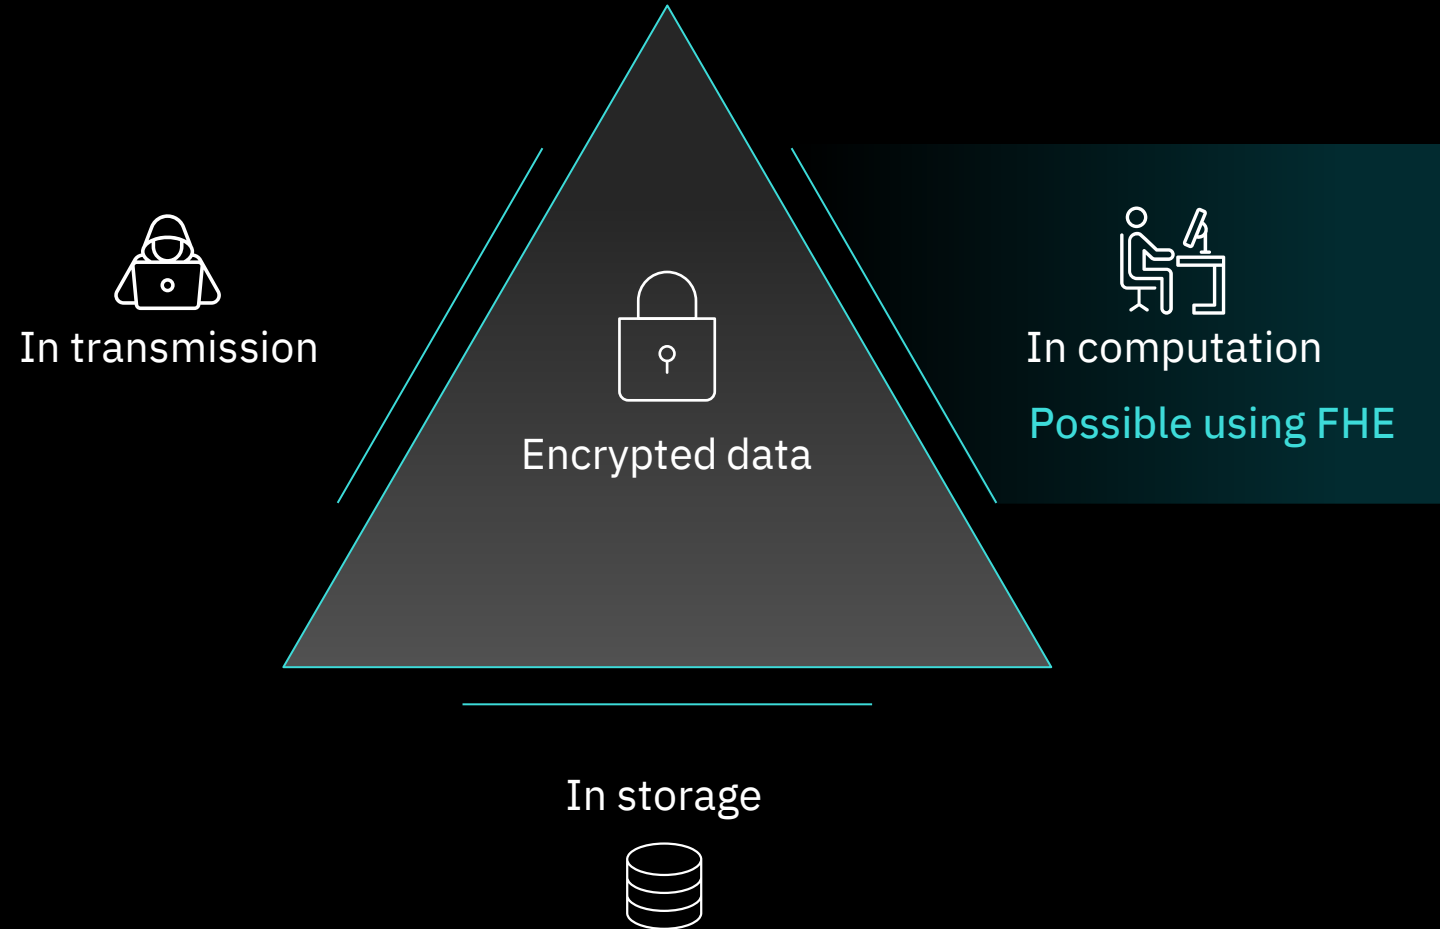 In transmission
In computation
Possible using FHE
Encrypted data
In storage